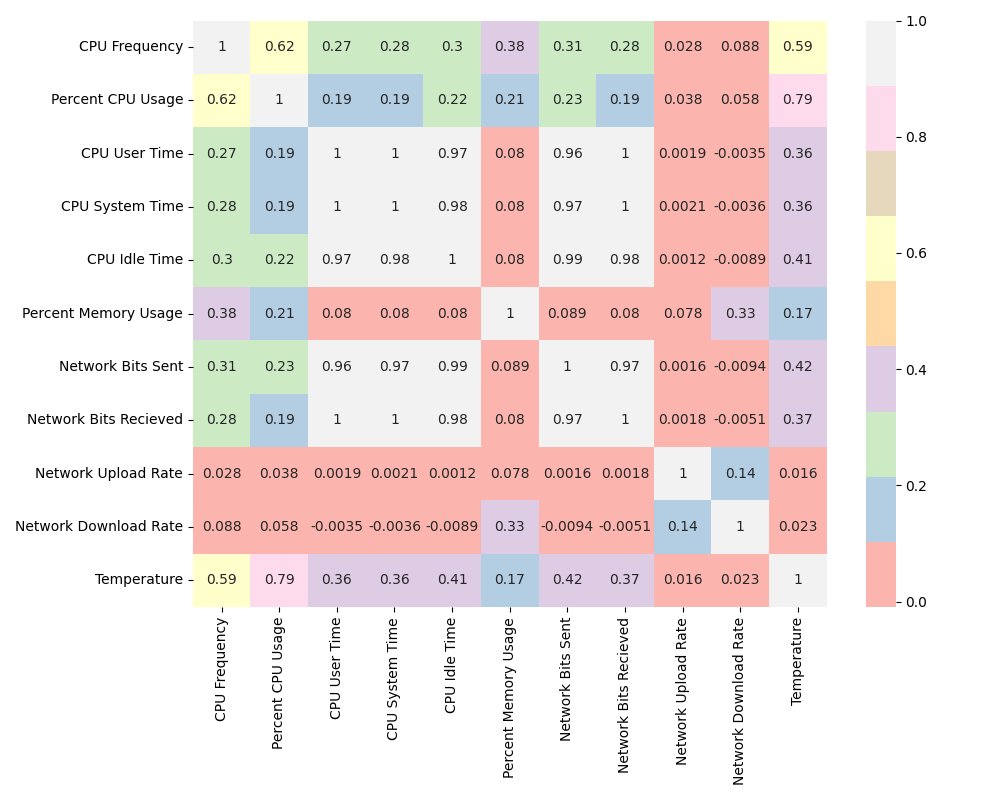 CPU Frequency 1 0.62 0.27 0.28 0.3 0.38 0.31 0.28 0.028 0.088 0.59
Percent CPU Usage 0.62 1 0.19 0.19 0.22 0.21 0.23 0.19 0.038 0.058 0.79
CPU User Time 0.27 0.19 1 1 0.97 0.08 0.96 1 0.0019 -0.0035 0.36
CPU System Time 0.28 0.19 1 1 0.98 0.08 0.97 1 0.0021 -0.0036 0.36
CPU Idle Time 0.3 0.22 0.97 0.98 1 0.08 0.99 0.98 0.0012 -0.0089 0.41
Percent Memory Usage 0.38 0.21 0.08 0.08 0.08 1 0.089 0.08 0.078 0.33 0.17
Network Bits Sent 0.31 0.23 0.96 0.97 0.99 0.089 1 0.97 0.0016 -0.0094 0.42
Network Bits Recieved 0.28 0.19 1 1 0.98 0.08 0.97 1 0.0018 -0.0051 0.37
Network Upload Rate 0.028 0.038 0.0019 0.0021 0.0012 0.078 0.0016 0.0018 1 0.14 0.016
Network Download Rate 0.088 0.058 -0.0035 -0.0036 -0.0089 0.33 -0.0094 -0.0051 0.14 1 0.023
Temperature 0.59 0.79 0.36 0.36 0.41 0.17 0.42 0.37 0.016 0.023 1
CPU Frequency
Percent CPU Usage
CPU User Time
CPU System Time
CPU Idle Time
Percent Memory Usage
Network Bits Sent
Network Bits Recieved
Network Upload Rate
Network Download Rate
Temperature
1.0
0.8
0.6
0.4
0.2
0.0